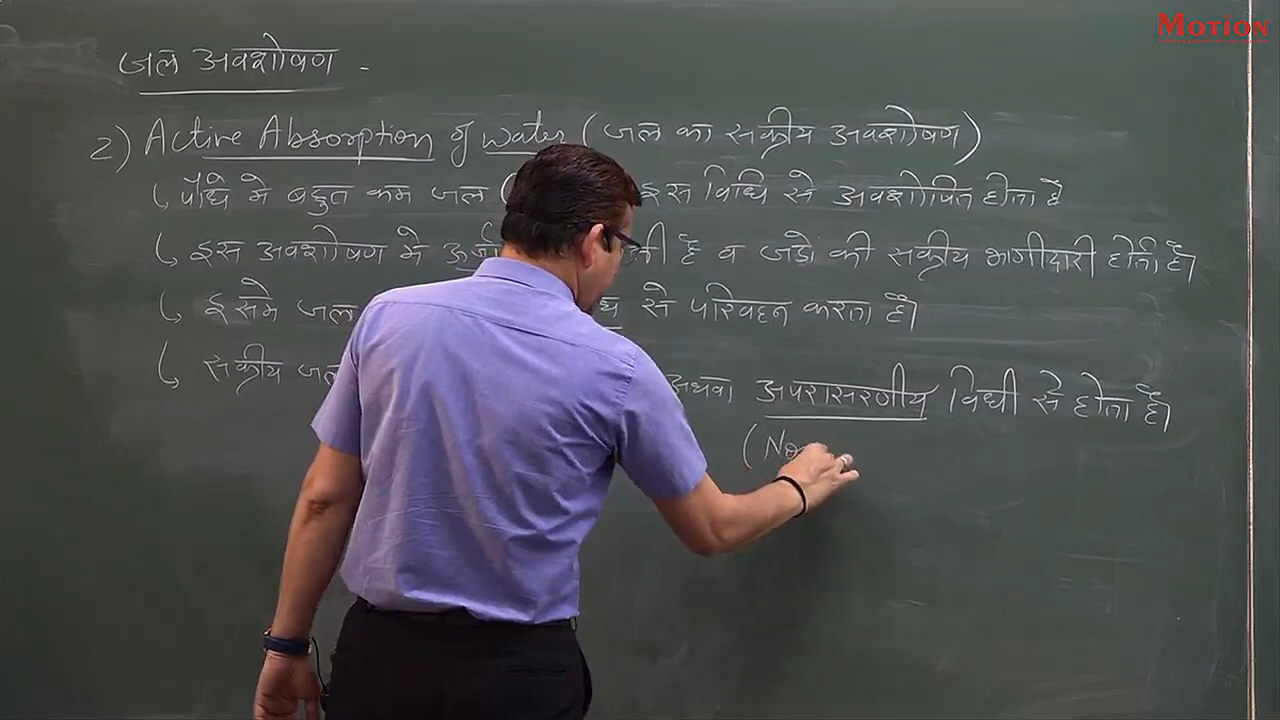 MOTION
जल अवशोषण -
2) Active Absorption of Water (जल का सक्रीय अवशोषण)
↳ पौधे मे बहुत कम जल ( इस विधि से अवशोषित होता है
↳ इस अवशोषण मे है व जडो की सक्रीय भागीदारी होती है।
↳ इसमे जल से परिवहन करता है।
↳ सक्रीय जल अथवा अपरासरणीय विधी से होता है।
(No